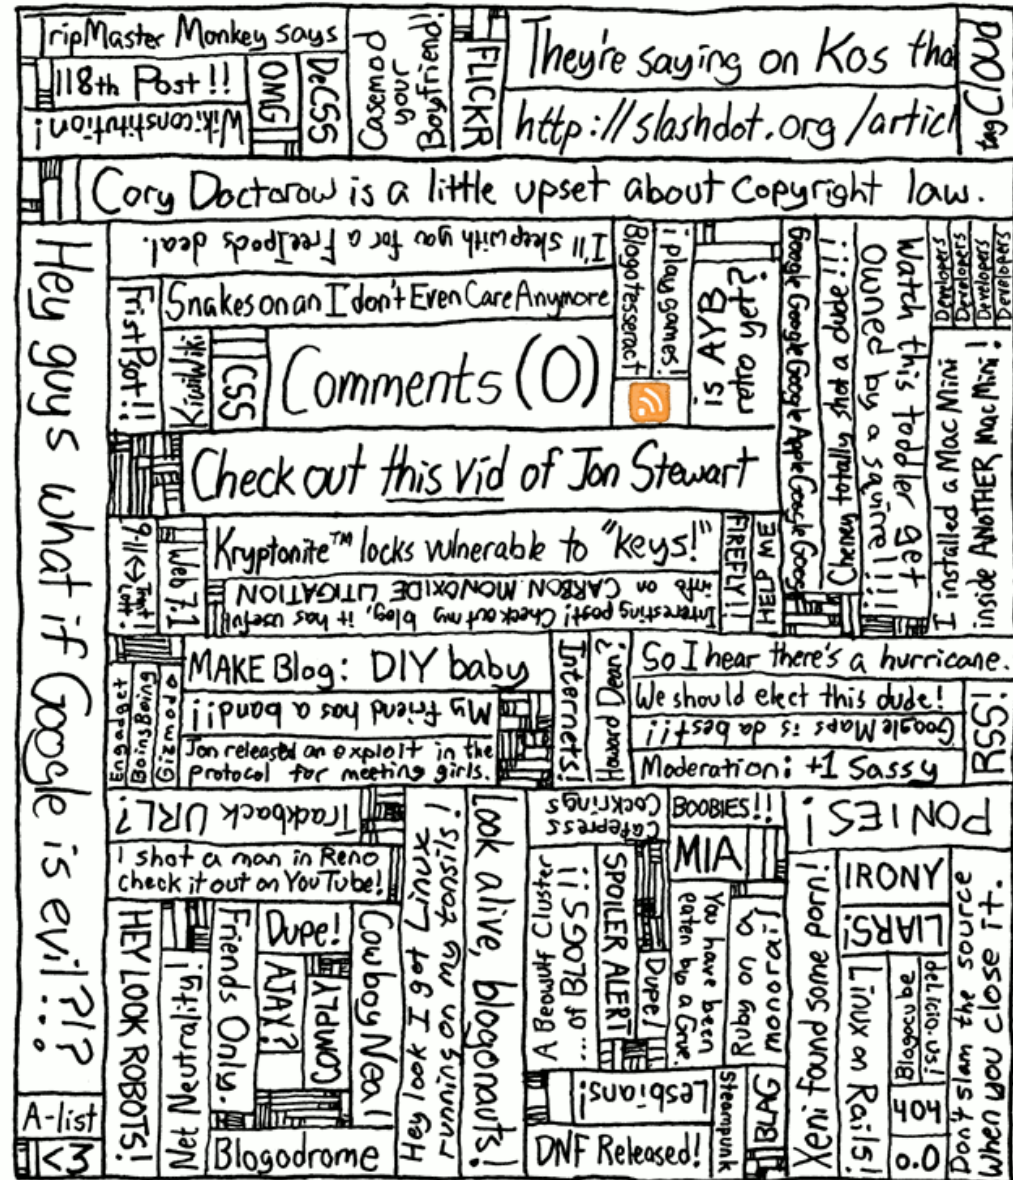 TripMaster Monkey says
118th Post !!
Wikiconstitution!
OMG
DeCSS
Casemod
your
Boyfriend!
FLICKR
They're saying on Kos tha
http://slashdot.org/articl
tag Cloud
Cory Doctorow is a little upset about copyright law.
Hey guys what if Google is evil?!?
I'll sleep with you for a FreeIpods deal.
Snakes on an I don't Even Care Anymore
FristPsot!!
KiwiWiki
CSS
Comments (0)
Blogotesseract
i play games!
is AYB
retro yet?
Google Google Google Google Apple Google Google
Cheney totally shot a dude!!!
Watch this toddler get
Owned by a squirrel!!!!
Developers
Developers
Developers
Developers
I installed a Mac Mini
inside ANOTHER Mac Mini!
Check out this vid of Jon Stewart
9-11<->Trent
Lott!
Web 7.1
Kryptonite™ locks vulnerable to "keys!"
Interesting post! Check out my blog, it has useful
info on CARBON MONOXIDE LITIGATION
FIREFLY!!
HELP ME
Engadget
BoingBoing
Gizmodo
MAKE Blog: DIY baby
My friend has a band!!
Jon released an exploit in the
protocol for meeting girls.
Internets!
¿Howard Dean?
So I hear there's a hurricane.
We should elect this dude!
Google Maps is da best!!
Moderation: +1 Sassy
RSS!
Trackback URL?
I shot a man in Reno
check it out on YouTube!
HEY LOOK ROBOTS!
Net Neutrality!
Friends Only.
Dupe!
AJAX?
COMPLY
CowboyNeal
Blogodrome
Hey look I got Linux
running on my tonsils!
Look alive, blogonauts!
Cafepress
Cockrings
A Beowulf Cluster
... of BLOGS!!
SPOILER ALERT!
Dupe!
BOOBIES!!
MIA
You have been
eaten by a Grue.
Ruby on a
monorail
Lesbians!
DNF Released!
Steampunk
BLAG
PONIES!
Xeni found some porn!
IRONY
LIARS!
Linux on Rails!
Blogocube
del.icio.us!
404
0.0
Don't slam the source
When you close it.
A-list
<3